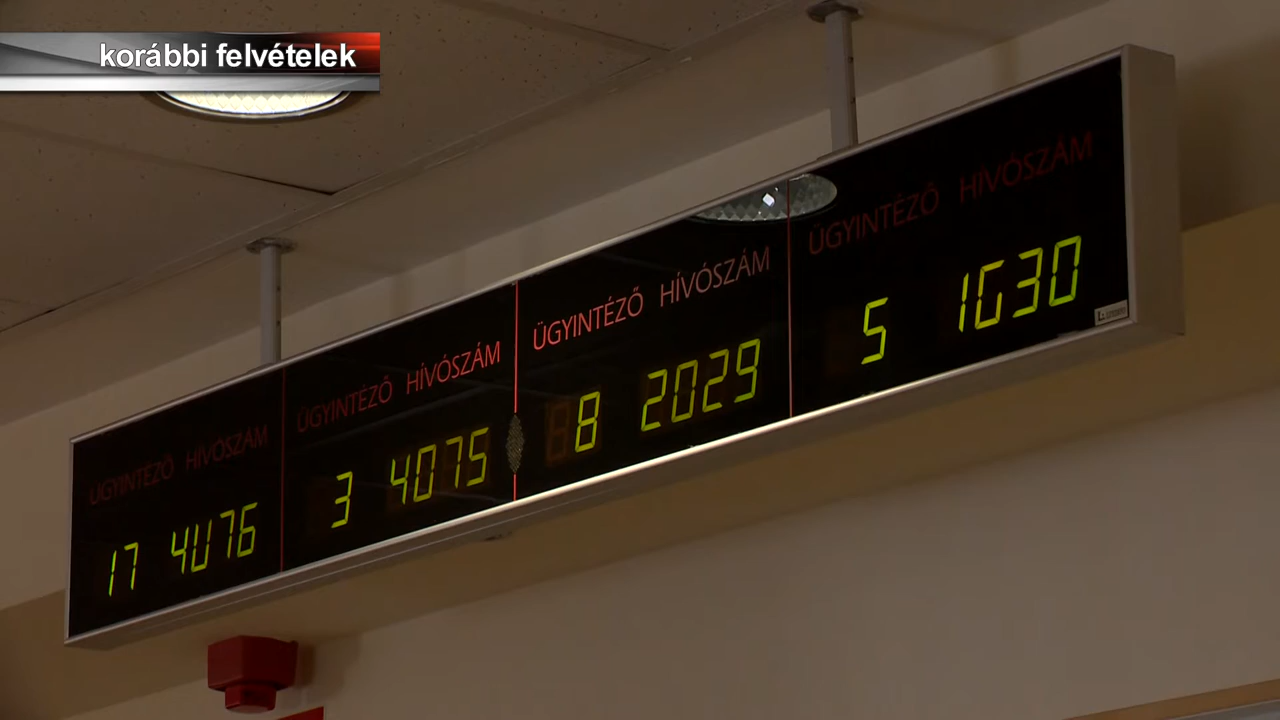 korábbi felvételek
ÜGYINTÉZŐ HÍVÓSZÁM
17 4076
ÜGYINTÉZŐ HÍVÓSZÁM
3 4075
ÜGYINTÉZŐ HÍVÓSZÁM
8 2029
ÜGYINTÉZŐ HÍVÓSZÁM
5 1630